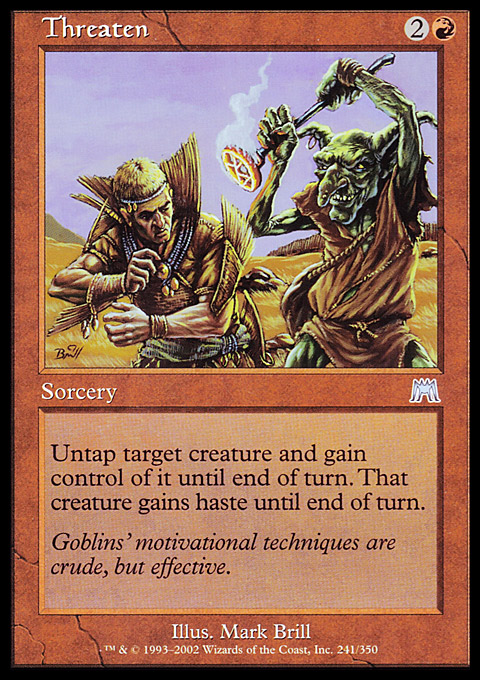 Threaten 2
Brill
Sorcery
Untap target creature and gain
control of it until end of turn. That
creature gains haste until end of turn.
Goblins' motivational techniques are
crude, but effective.
Illus. Mark Brill
™ & © 1993–2002 Wizards of the Coast, Inc. 241/350